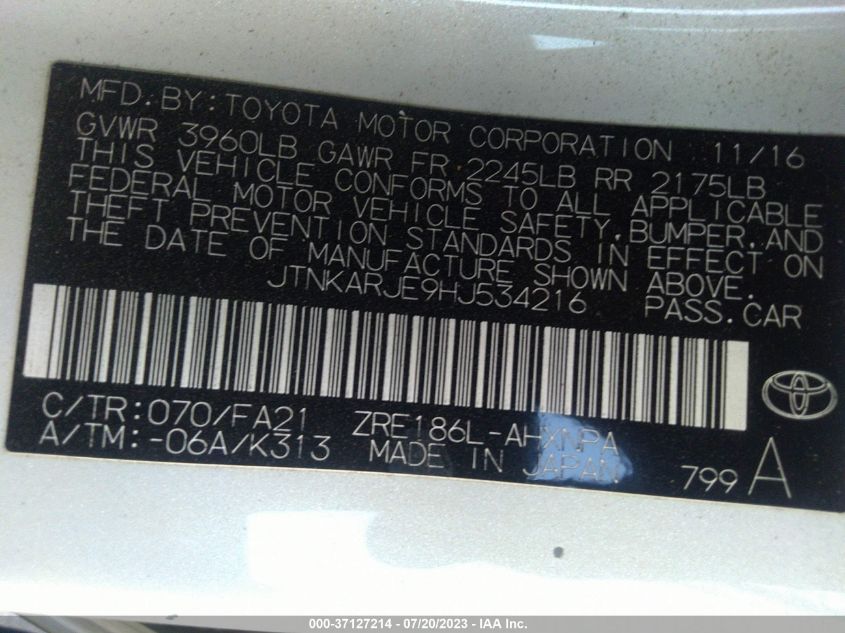 MFD. BY: TOYOTA MOTOR CORPORATION 11/16
GVWR 3960LB GAWR FR 2245LB RR 2175LB
THIS VEHICLE CONFORMS TO ALL APPLICABLE
FEDERAL MOTOR VEHICLE SAFETY, BUMPER, AND
THEFT PREVENTION STANDARDS IN EFFECT ON
THE DATE OF MANUFACTURE SHOWN ABOVE.
JTNKARJE9HJ534216 PASS. CAR
C/TR: 070/FA21 ZRE186L-AHXNPA
A/TM: -06A/K313 MADE IN JAPAN
799 A
000-37127214 / 07/20/2023 - IAA Inc.